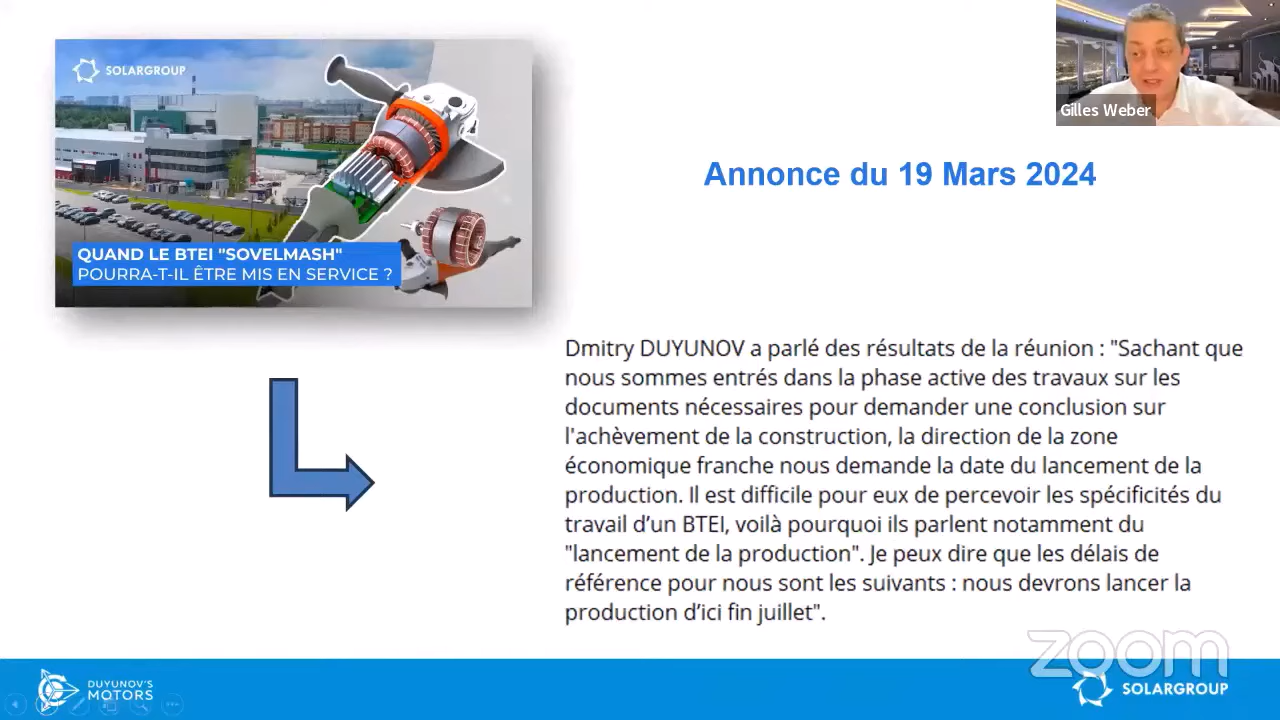 SOLARGROUP
QUAND LE BTEI "SOVELMASH"
POURRA-T-IL ÊTRE MIS EN SERVICE ?
Gilles Weber
Annonce du 19 Mars 2024
Dmitry DUYUNOV a parlé des résultats de la réunion : "Sachant que
nous sommes entrés dans la phase active des travaux sur les
documents nécessaires pour demander une conclusion sur
l'achèvement de la construction, la direction de la zone
économique franche nous demande la date du lancement de la
production. Il est difficile pour eux de percevoir les spécificités du
travail d’un BTEI, voilà pourquoi ils parlent notamment du
"lancement de la production". Je peux dire que les délais de
référence pour nous sont les suivants : nous devrons lancer la
production d’ici fin juillet".
zoom
DUYUNOV'S
MOTORS
SOLARGROUP